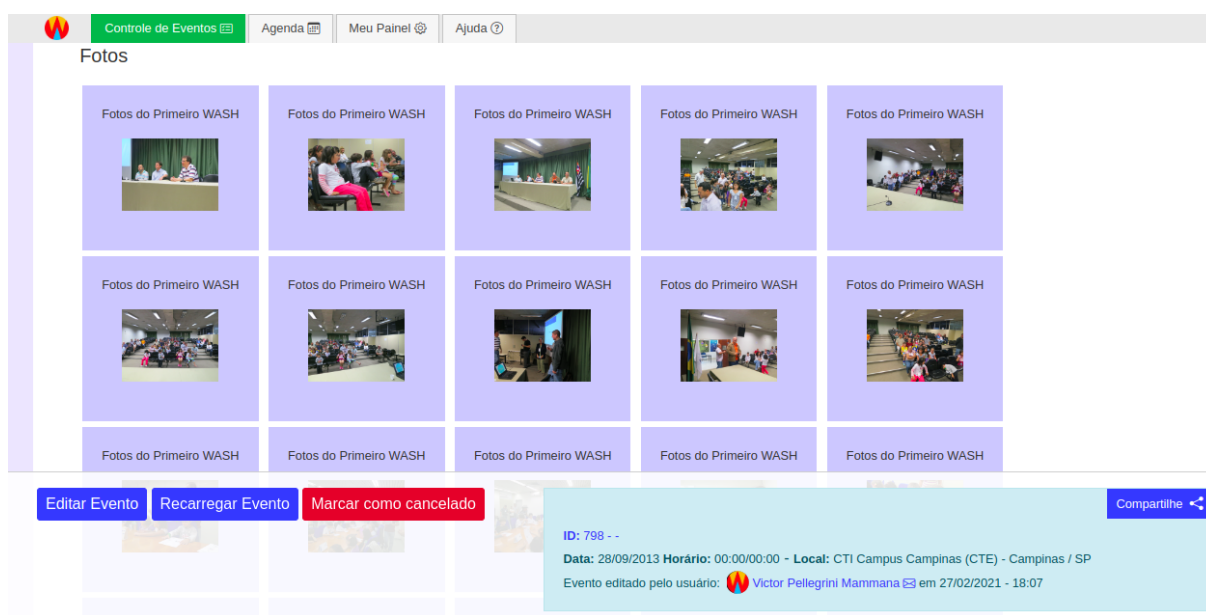 Controle de Eventos Agenda Meu Painel Ajuda
Fotos
Fotos do Primeiro WASH Fotos do Primeiro WASH Fotos do Primeiro WASH Fotos do Primeiro WASH Fotos do Primeiro WASH
Fotos do Primeiro WASH Fotos do Primeiro WASH Fotos do Primeiro WASH Fotos do Primeiro WASH Fotos do Primeiro WASH
Fotos do Primeiro WASH Fotos do Primeiro WASH Fotos do Primeiro WASH Fotos do Primeiro WASH Fotos do Primeiro WASH
Editar Evento Recarregar Evento Marcar como cancelado Compartilhe
ID: 798 - -
Data: 28/09/2013 Horário: 00:00/00:00 - Local: CTI Campus Campinas (CTE) - Campinas / SP
Evento editado pelo usuário: Victor Pellegrini Mammana em 27/02/2021 - 18:07